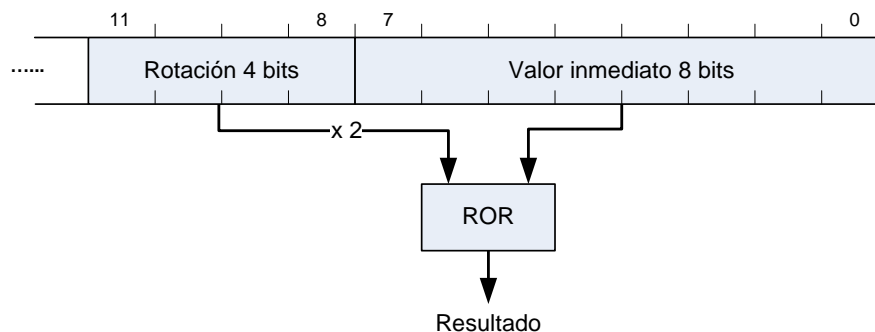 11 8 7 0
…... Rotación 4 bits Valor inmediato 8 bits
x 2
ROR
Resultado